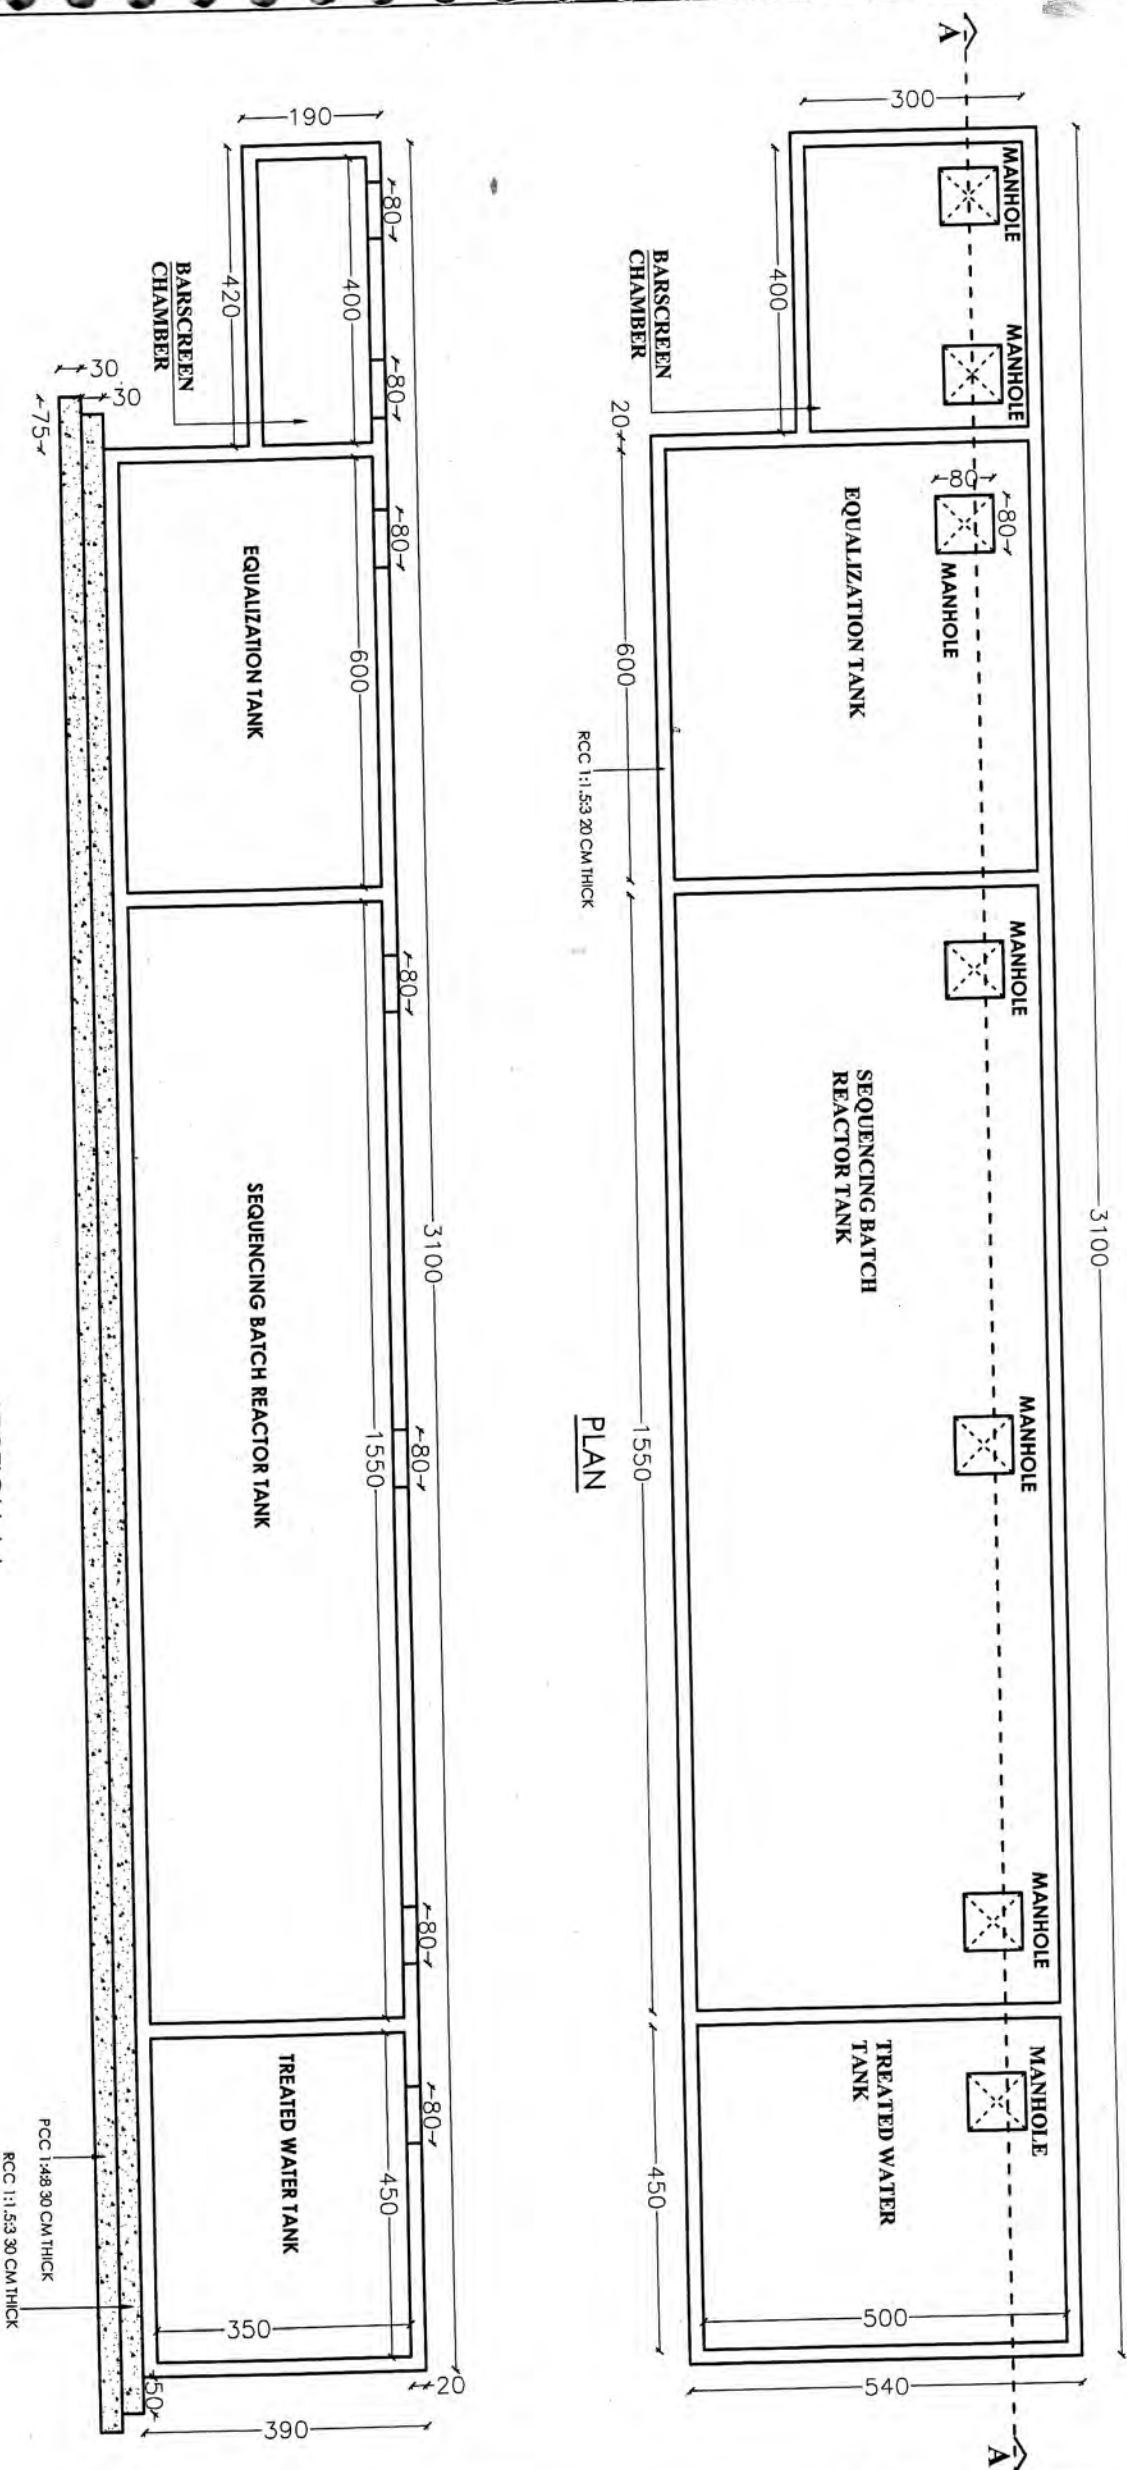 A
A
3100
300
MANHOLE
MANHOLE
400
BARSCREEN
CHAMBER
20
EQUALIZATION TANK
80
80
MANHOLE
600
RCC 1:1.5:3 20 CM THICK
MANHOLE
SEQUENCING BATCH
REACTOR TANK
MANHOLE
1550
MANHOLE
MANHOLE
TREATED WATER
TANK
450
500
540
PLAN
3100
190
80
80
80
80
80
80
80
400
420
BARSCREEN
CHAMBER
30
30
75
EQUALIZATION TANK
600
SEQUENCING BATCH REACTOR TANK
1550
TREATED WATER TANK
450
350
20
50
390
PCC 1:4:8 30 CM THICK
RCC 1:1.5:3 30 CM THICK